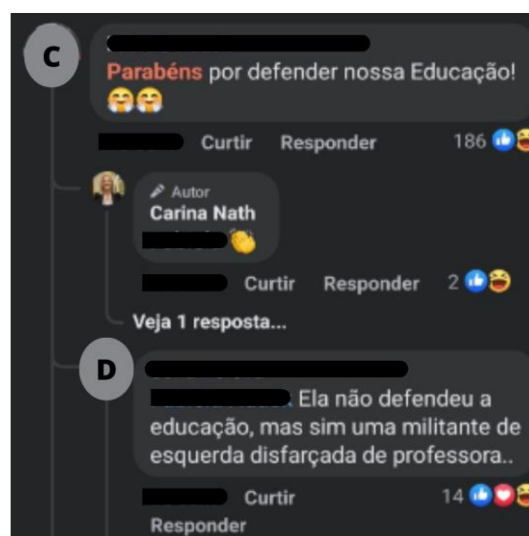 C
Parabéns por defender nossa Educação!
Curtir Responder 186
Autor
Carina Nath
Curtir Responder 2
Veja 1 resposta...
D
Ela não defendeu a
educação, mas sim uma militante de
esquerda disfarçada de professora..
Curtir 14
Responder